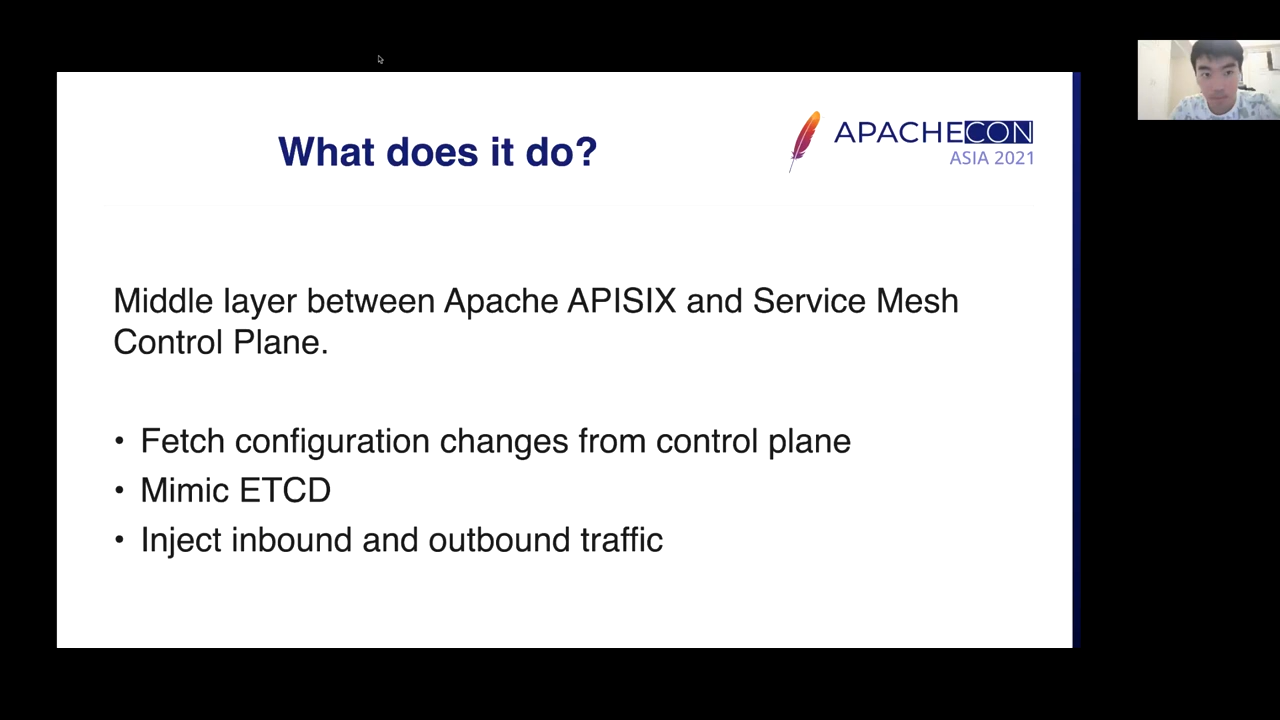 What does it do?
APACHECON
ASIA 2021
Middle layer between Apache APISIX and Service Mesh
Control Plane.
• Fetch configuration changes from control plane
• Mimic ETCD
• Inject inbound and outbound traffic